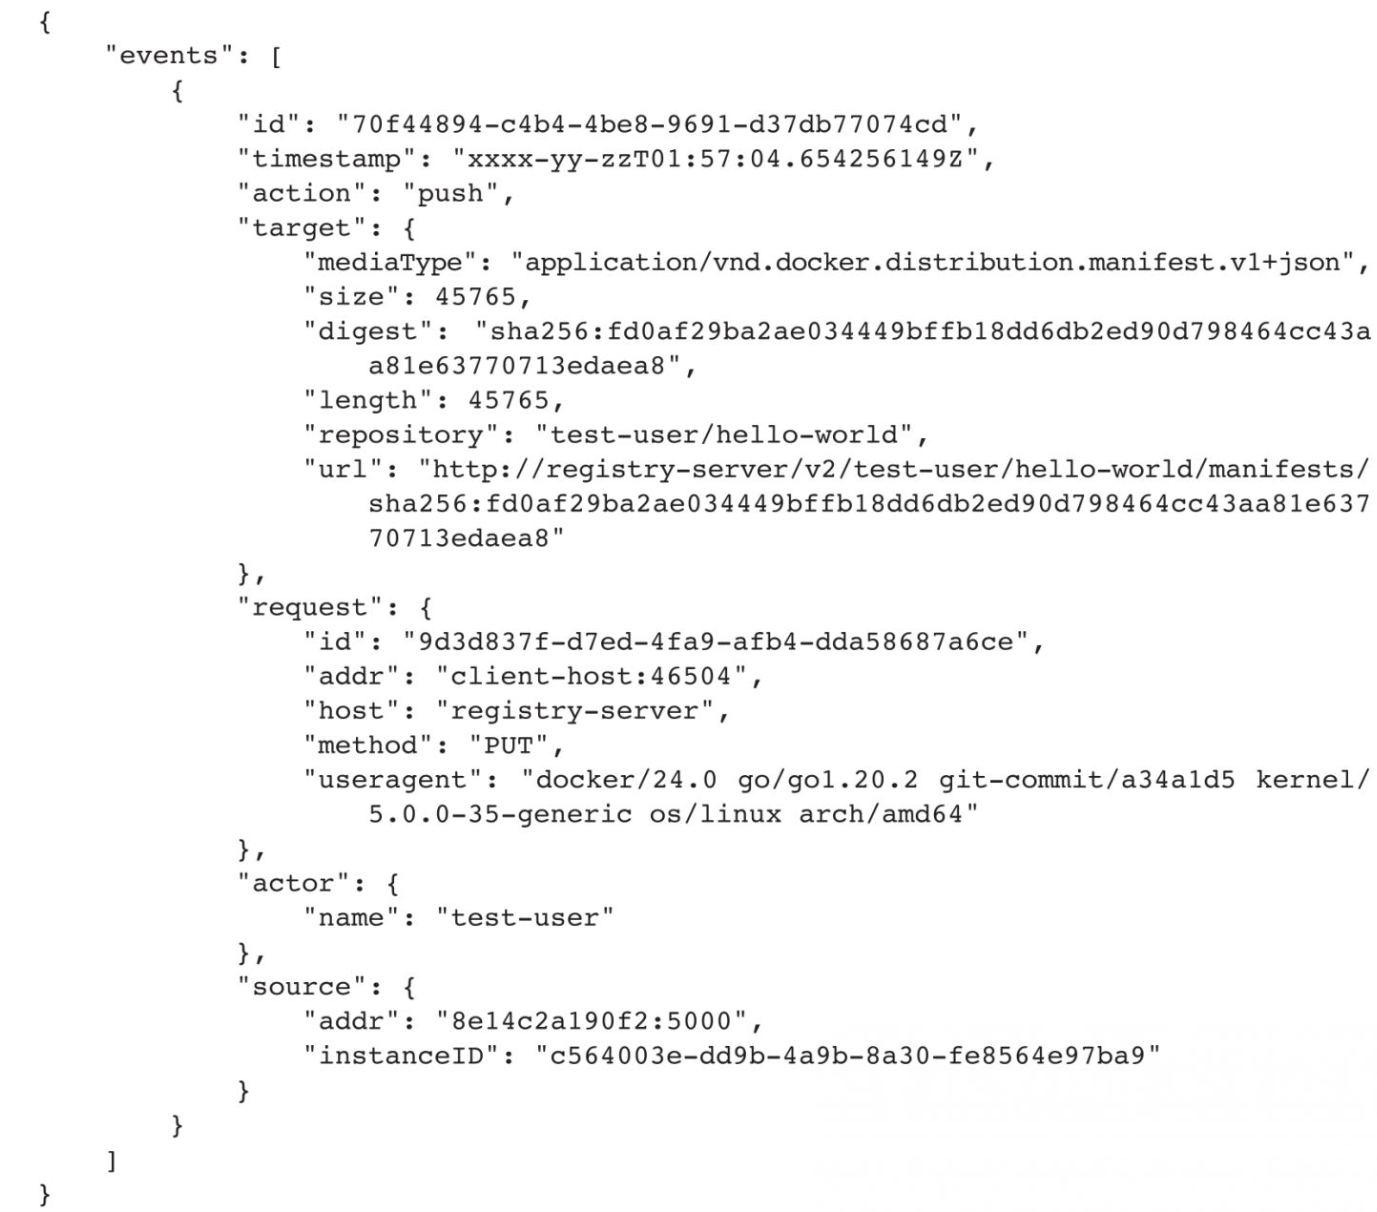 {
"events": [
{
"id": "70f44894-c4b4-4be8-9691-d37db77074cd",
"timestamp": "xxxx-yy-zzT01:57:04.654256149Z",
"action": "push",
"target": {
"mediaType": "application/vnd.docker.distribution.manifest.v1+json",
"size": 45765,
"digest": "sha256:fd0af29ba2ae034449bffb18dd6db2ed90d798464cc43a
a81e63770713edaea8",
"length": 45765,
"repository": "test-user/hello-world",
"url": "http://registry-server/v2/test-user/hello-world/manifests/
sha256:fd0af29ba2ae034449bffb18dd6db2ed90d798464cc43aa81e637
70713edaea8"
},
"request": {
"id": "9d3d837f-d7ed-4fa9-afb4-dda58687a6ce",
"addr": "client-host:46504",
"host": "registry-server",
"method": "PUT",
"useragent": "docker/24.0 go/go1.20.2 git-commit/a34a1d5 kernel/
5.0.0-35-generic os/linux arch/amd64"
},
"actor": {
"name": "test-user"
},
"source": {
"addr": "8e14c2a190f2:5000",
"instanceID": "c564003e-dd9b-4a9b-8a30-fe8564e97ba9"
}
}
]
}